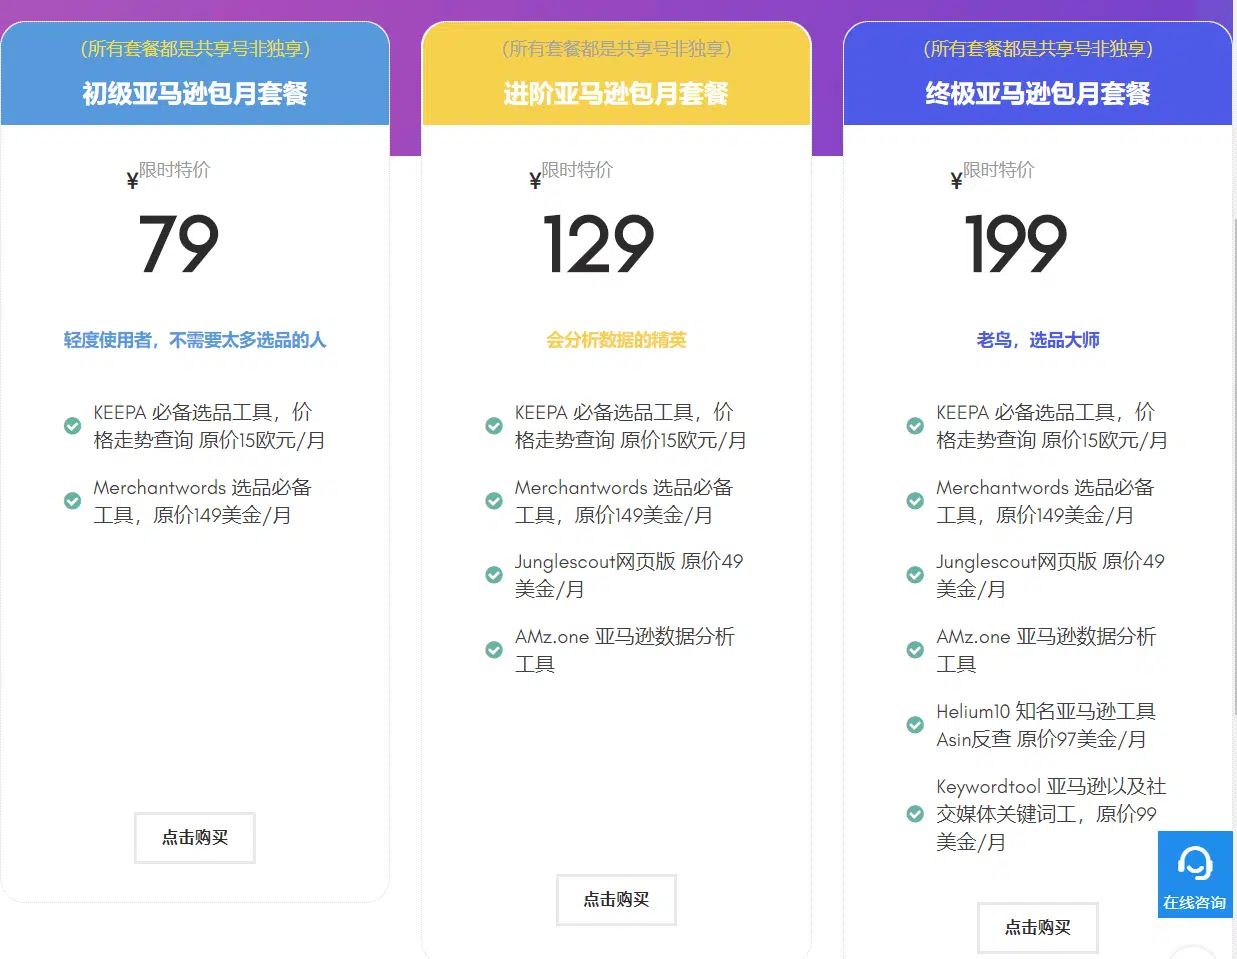 (所有套餐都是共享号非独享)
初级亚马逊包月套餐
¥限时特价
79
轻度使用者，不需要太多选品的人
KEEPA 必备选品工具，价
格走势查询 原价15欧元/月
Merchantwords 选品必备
工具，原价149美金/月
点击购买
(所有套餐都是共享号非独享)
进阶亚马逊包月套餐
¥限时特价
129
会分析数据的精英
KEEPA 必备选品工具，价
格走势查询 原价15欧元/月
Merchantwords 选品必备
工具，原价149美金/月
Junglescout网页版 原价49
美金/月
AMz.one 亚马逊数据分析
工具
点击购买
(所有套餐都是共享号非独享)
终极亚马逊包月套餐
¥限时特价
199
老鸟，选品大师
KEEPA 必备选品工具，价
格走势查询 原价15欧元/月
Merchantwords 选品必备
工具，原价149美金/月
Junglescout网页版 原价49
美金/月
AMz.one 亚马逊数据分析
工具
Helium10 知名亚马逊工具
Asin反查 原价97美金/月
Keywordtool 亚马逊以及社
交媒体关键词工，原价99
美金/月
点击购买
在线咨询